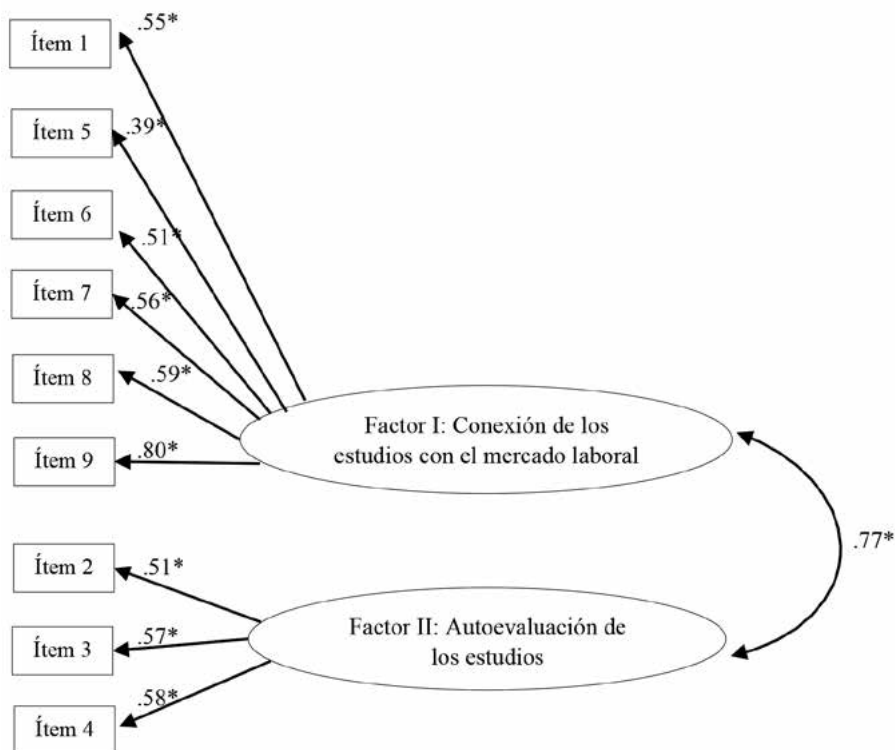 .55*
Ítem 1
.39*
Ítem 5
Ítem 6
.51*
Ítem 7
.56*
Ítem 8
.59*
Ítem 9
.80*
Factor I: Conexión de los
estudios con el mercado laboral
.77*
Ítem 2
.51*
Ítem 3
.57*
Factor II: Autoevaluación de
los estudios
Ítem 4
.58*